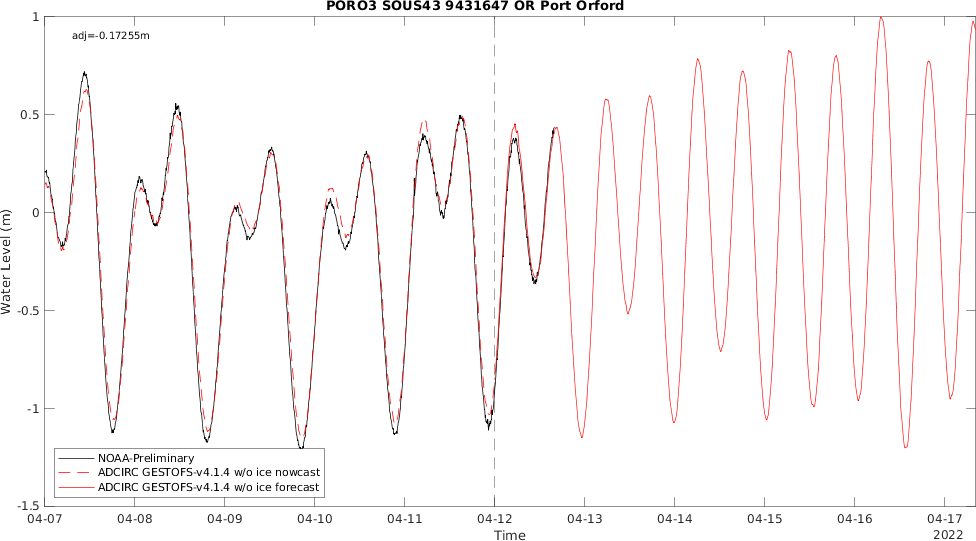 PORO3 SOUS43 9431647 OR Port Orford
adj=-0.17255m
1
0.5
0
-0.5
-1
-1.5
Water Level (m)
NOAA-Preliminary
ADCIRC GESTOFS-v4.1.4 w/o ice nowcast
ADCIRC GESTOFS-v4.1.4 w/o ice forecast
04-07 04-08 04-09 04-10 04-11 04-12 04-13 04-14 04-15 04-16 04-17
Time
2022